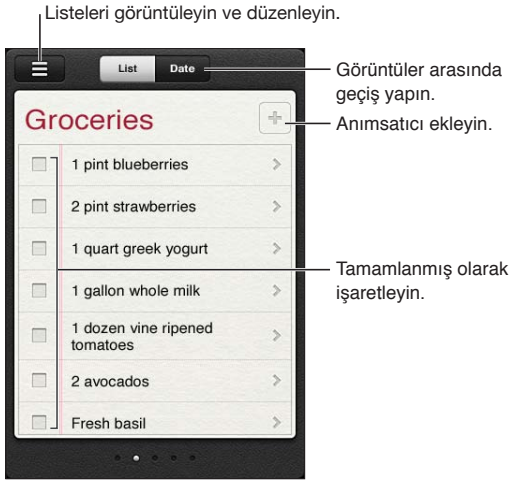 Listeleri görüntüleyin ve düzenleyin.
List Date
Görüntüler arasında
geçiş yapın.
Groceries
Anımsatıcı ekleyin.
1 pint blueberries
2 pint strawberries
1 quart greek yogurt
Tamamlanmış olarak
işaretleyin.
1 gallon whole milk
1 dozen vine ripened
tomatoes
2 avocados
Fresh basil